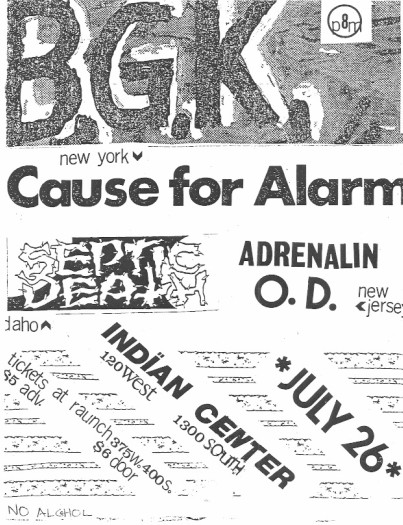 p8m
B.G.K.
new york
Cause for Alarm
SEPTIC
DEATH
ADRENALIN
O. D.
new
jersey
idaho
INDIAN CENTER
120 West
1300 SOUTH
*JULY 26*
tickets at raunch 375 W. 400 S.
$5 adv.
$6 door
NO ALCHOL